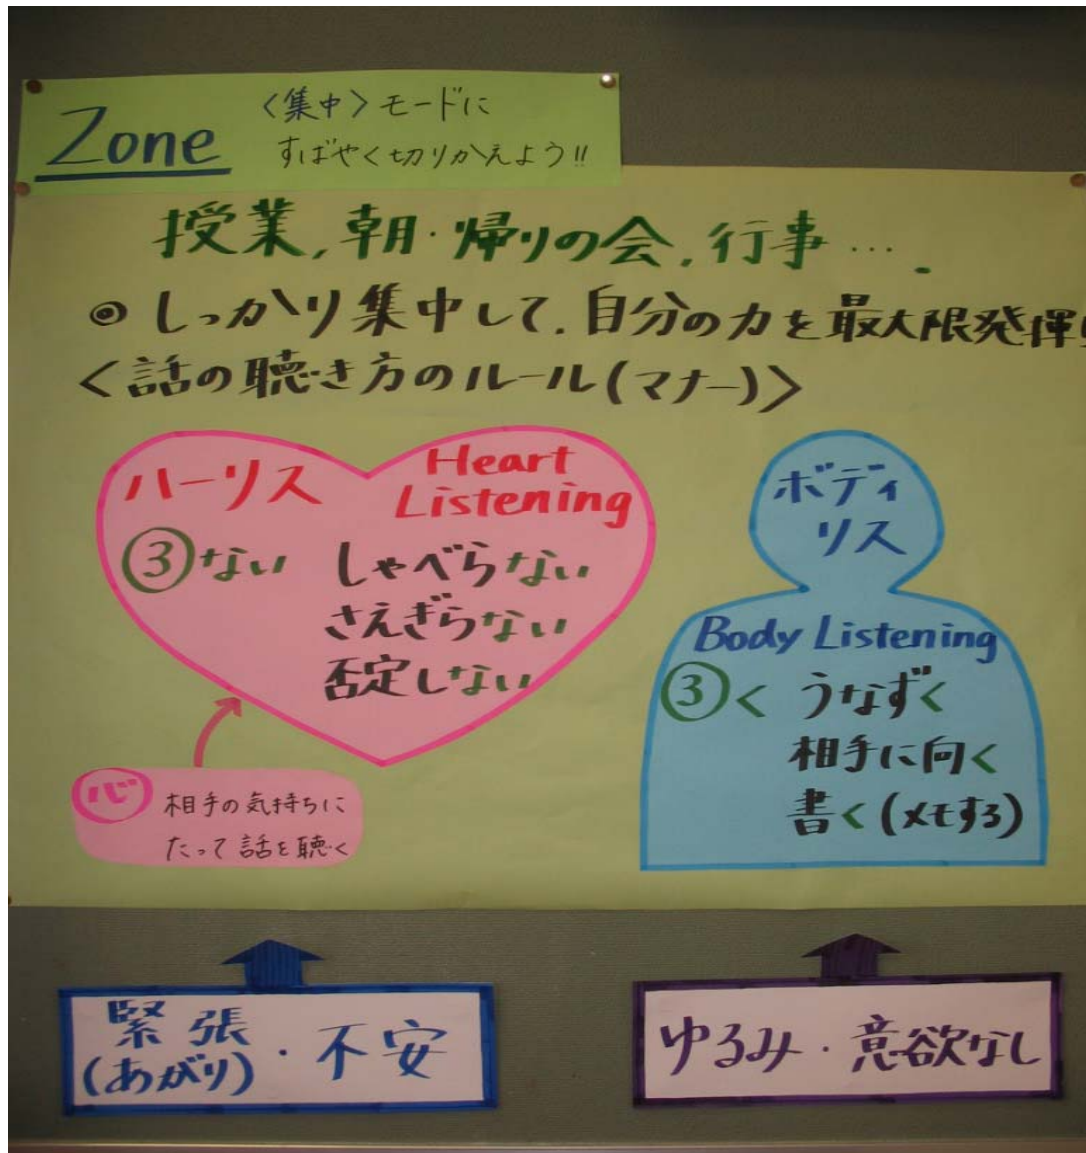 Zone
<集中>モードに
すばやく切りかえよう!!
授業,朝・帰りの会,行事….
◎しっかり集中して.自分の力を最大限発揮
<話の聴き方のルール(マナー)>
ハーリス
Heart
Listening
③ない しゃべらない
さえぎらない
否定しない
心 相手の気持ちに
たって話を聴く
ボディ
リス
Body Listening
③く うなずく
相手に向く
書く(メモする)
緊張
(あがり)・不安
ゆるみ・意欲なし